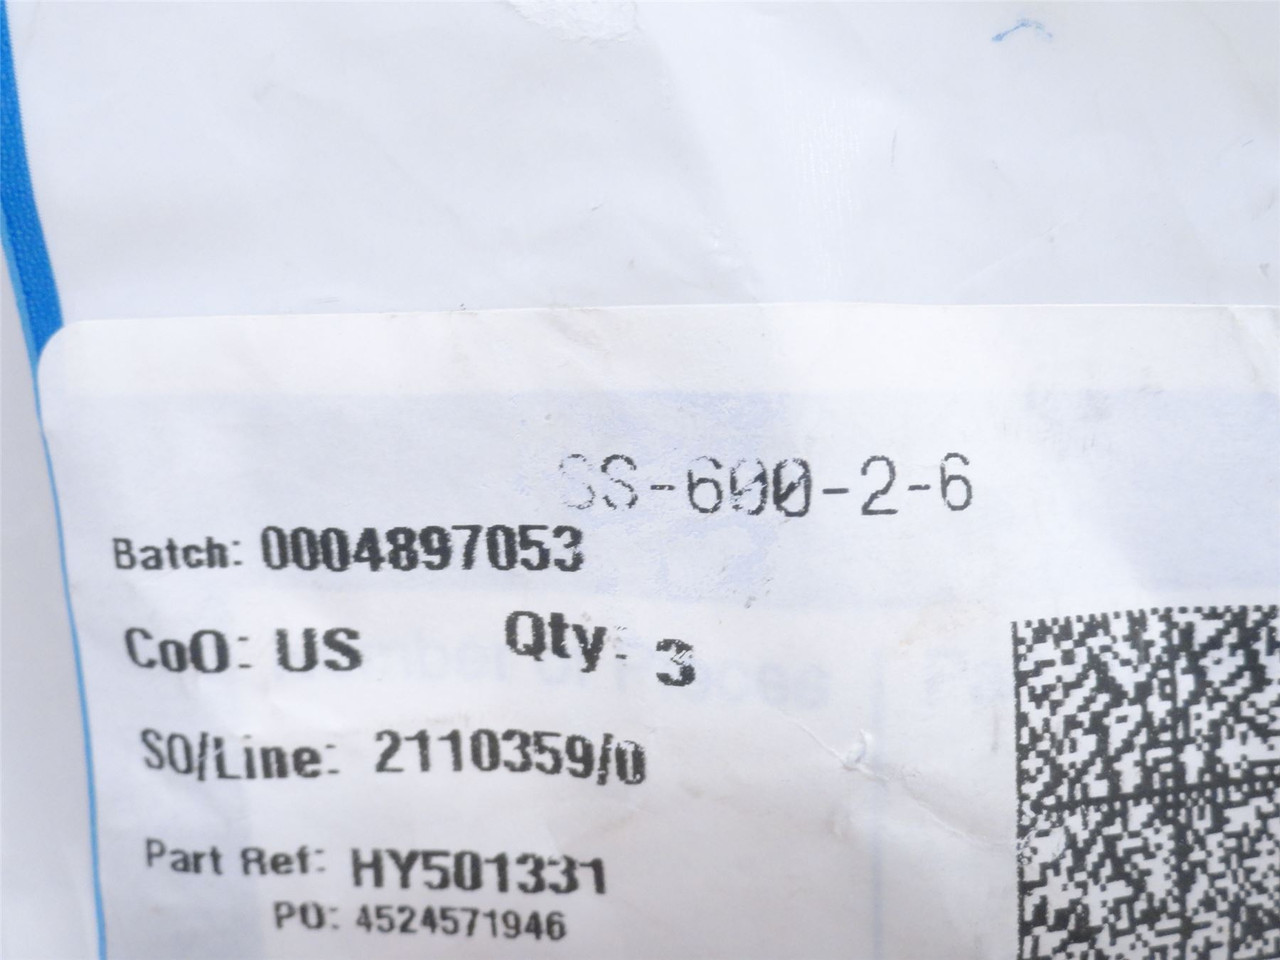 SS-600-2-6
Batch: 0004897053
CoO: US Qty: 3
SO/Line: 2110359/0
Part Ref: HY501331
PO: 4524571946